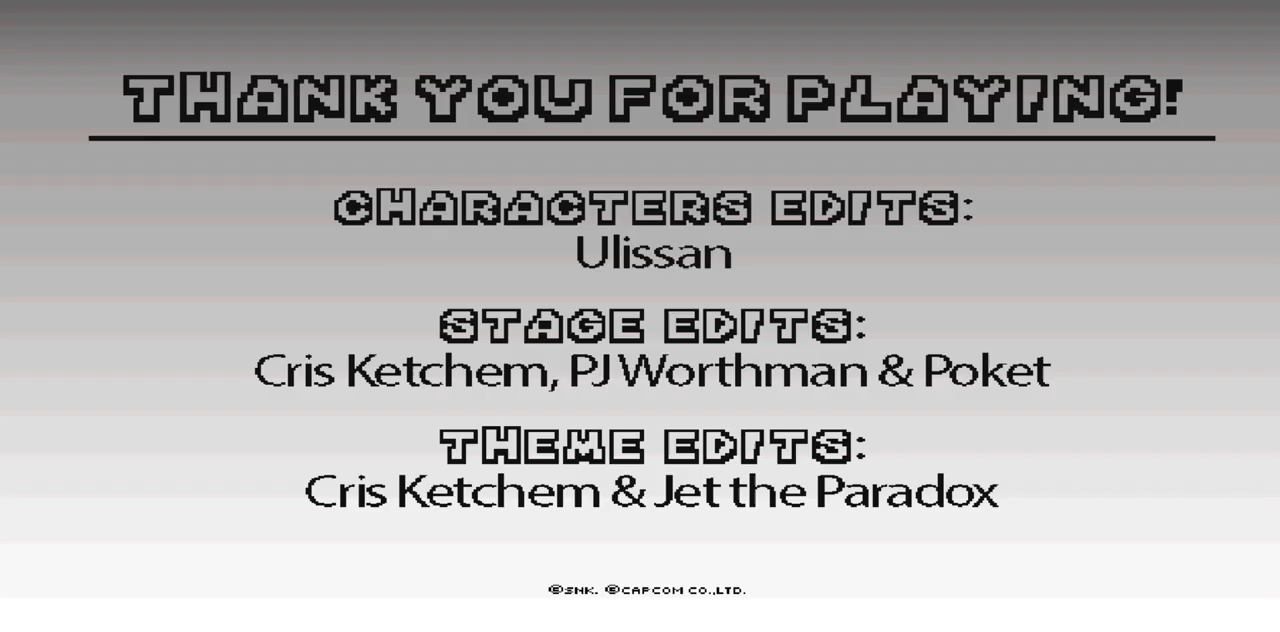 THANK YOU FOR PLAYING!
CHARACTERS EDITS:
Ulissan
STAGE EDITS:
Cris Ketchem, PJ Worthman & Poket
THEME EDITS:
Cris Ketchem & Jet the Paradox
©SNK. ©CAPCOM CO.,LTD.